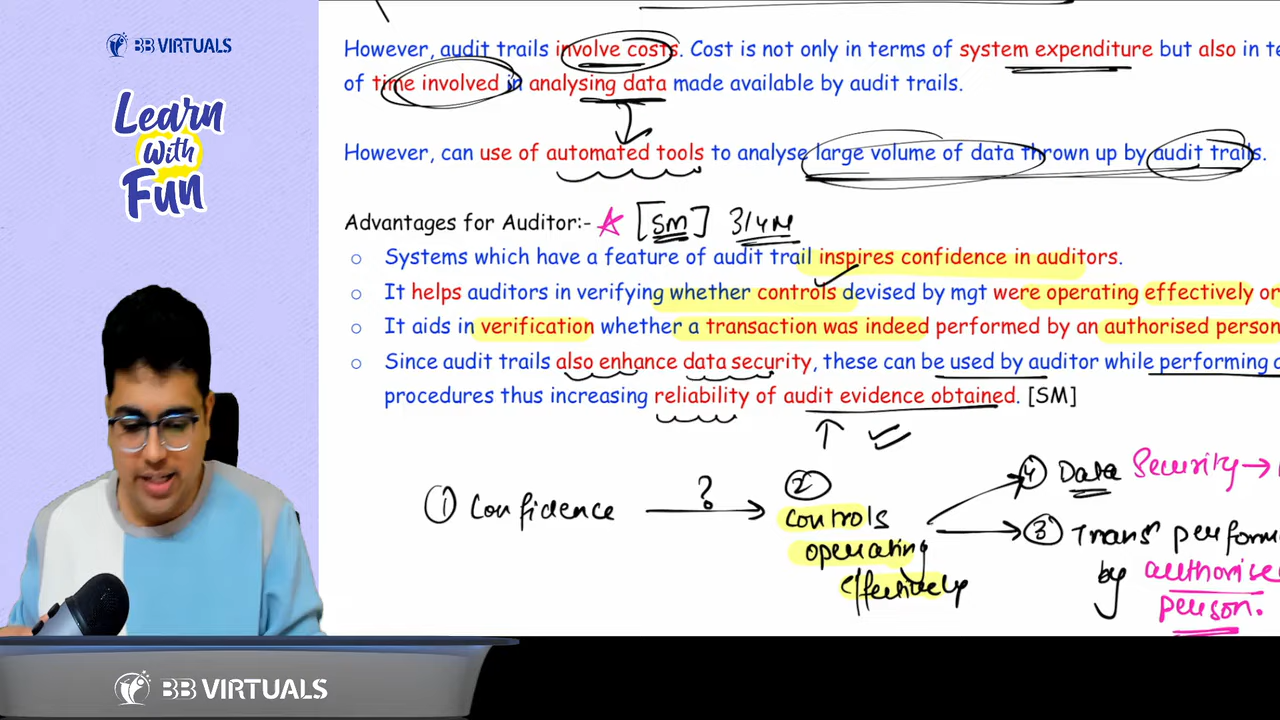 BB VIRTUALS
Learn
With
Fun
However, audit trails involve costs. Cost is not only in terms of system expenditure but also in te
of time involved in analysing data made available by audit trails.
However, can use of automated tools to analyse large volume of data thrown up by audit trails.
Advantages for Auditor:- [SM] 3/4M
o Systems which have a feature of audit trail inspires confidence in auditors.
o It helps auditors in verifying whether controls devised by mgt were operating effectively or
o It aids in verification whether a transaction was indeed performed by an authorised person
o Since audit trails also enhance data security, these can be used by auditor while performing a
procedures thus increasing reliability of audit evidence obtained. [SM]
① Confidence ? ② controls operating effectively
④ Data Security →
③ Transn perform
by authorise
person.
BB VIRTUALS